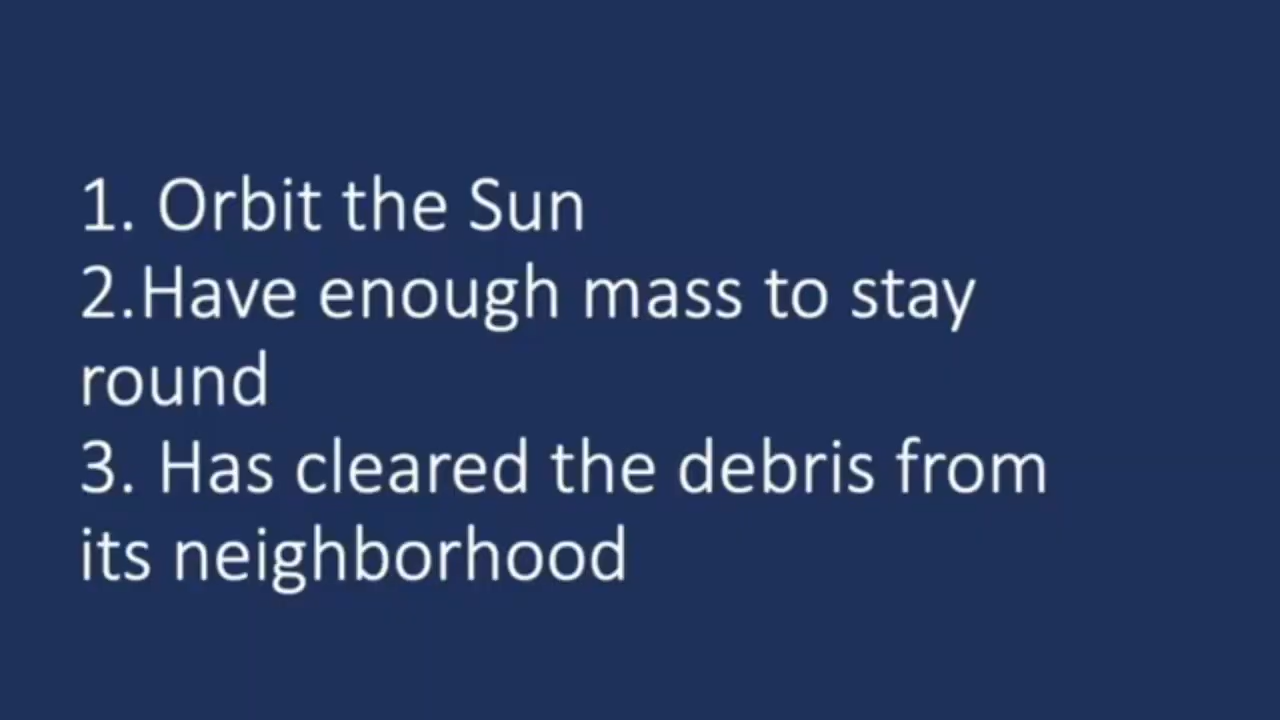 1. Orbit the Sun
2.Have enough mass to stay
round
3. Has cleared the debris from
its neighborhood